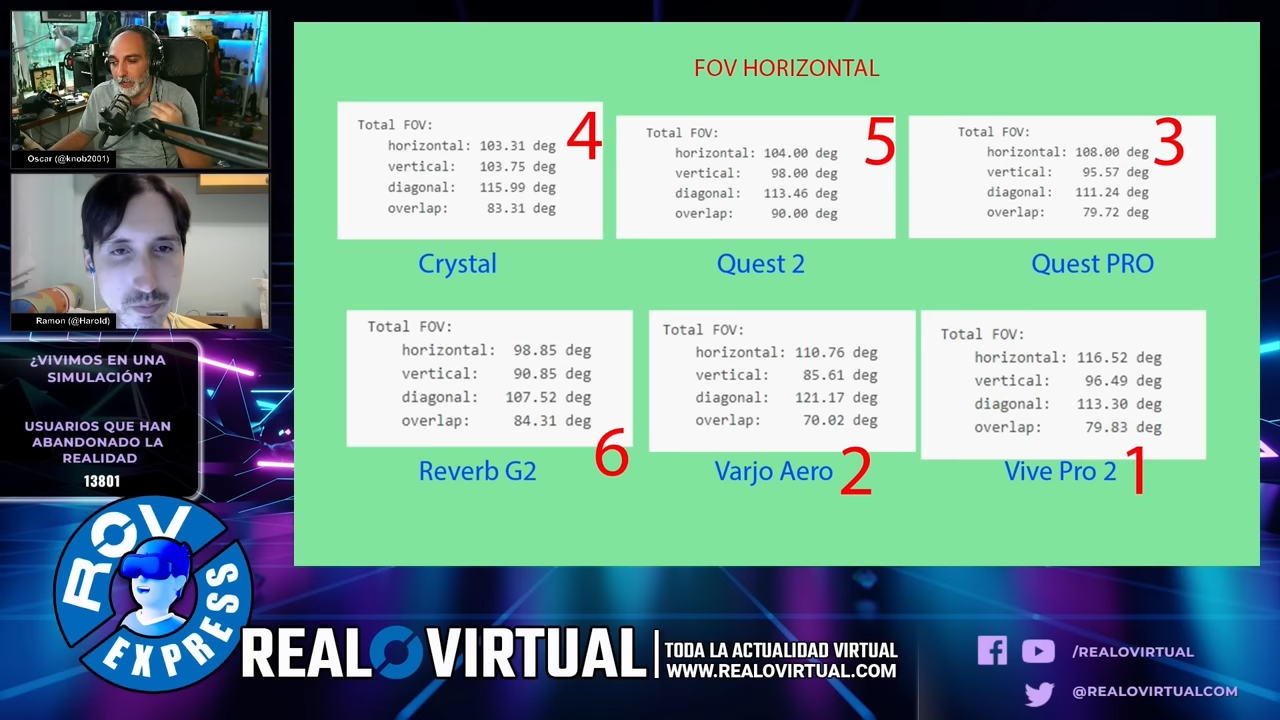 FOV HORIZONTAL
Total FOV:
horizontal: 103.31 deg
vertical: 103.75 deg
diagonal: 115.99 deg
overlap: 83.31 deg
4
Crystal
Total FOV:
horizontal: 104.00 deg
vertical: 98.00 deg
diagonal: 113.46 deg
overlap: 90.00 deg
5
Quest 2
Total FOV:
horizontal: 108.00 deg
vertical: 95.57 deg
diagonal: 111.24 deg
overlap: 79.72 deg
3
Quest PRO
Total FOV:
horizontal: 98.85 deg
vertical: 90.85 deg
diagonal: 107.52 deg
overlap: 84.31 deg
6
Reverb G2
Total FOV:
horizontal: 110.76 deg
vertical: 85.61 deg
diagonal: 121.17 deg
overlap: 70.02 deg
Varjo Aero
2
Total FOV:
horizontal: 116.52 deg
vertical: 96.49 deg
diagonal: 113.30 deg
overlap: 79.83 deg
Vive Pro 2
1
Oscar (@knob2001)
Ramon (@Harold)
¿VIVIMOS EN UNA
SIMULACIÓN?
USUARIOS QUE HAN
ABANDONADO LA
REALIDAD
13801
ROV
EXPRESS
REALOVIRTUAL
TODA LA ACTUALIDAD VIRTUAL
WWW.REALOVIRTUAL.COM
/REALOVIRTUAL
@REALOVIRTUALCOM